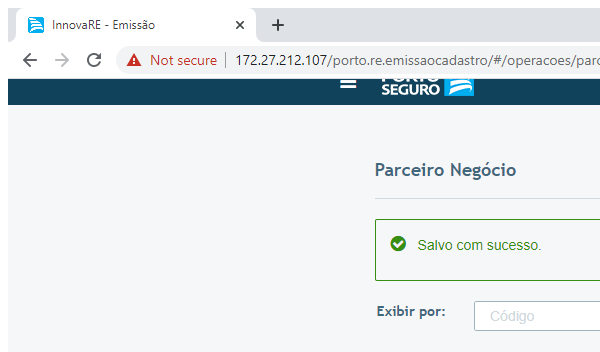 InnovaRE - Emissão
Not secure | 172.27.212.107/porto.re.emissaocadastro/#/operacoes/parc
PORTO
SEGURO
Parceiro Negócio
Salvo com sucesso.
Exibir por:
Código